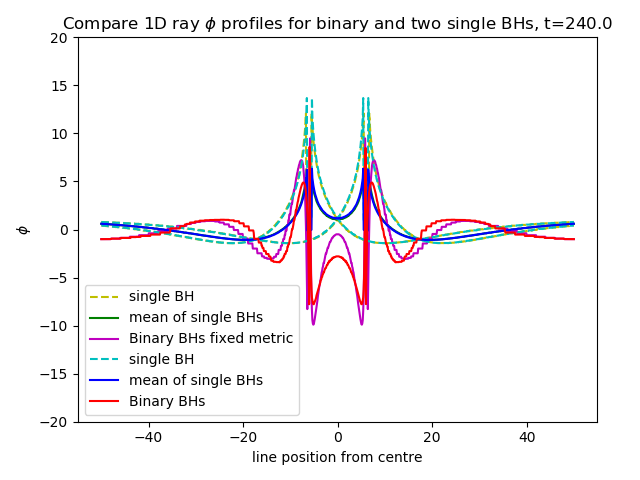 Compare 1D ray ϕ profiles for binary and two single BHs, t=240.0
20
15
10
5
0
−5
−10
−15
−20
ϕ
single BH
mean of single BHs
Binary BHs fixed metric
single BH
mean of single BHs
Binary BHs
−40 −20 0 20 40
line position from centre